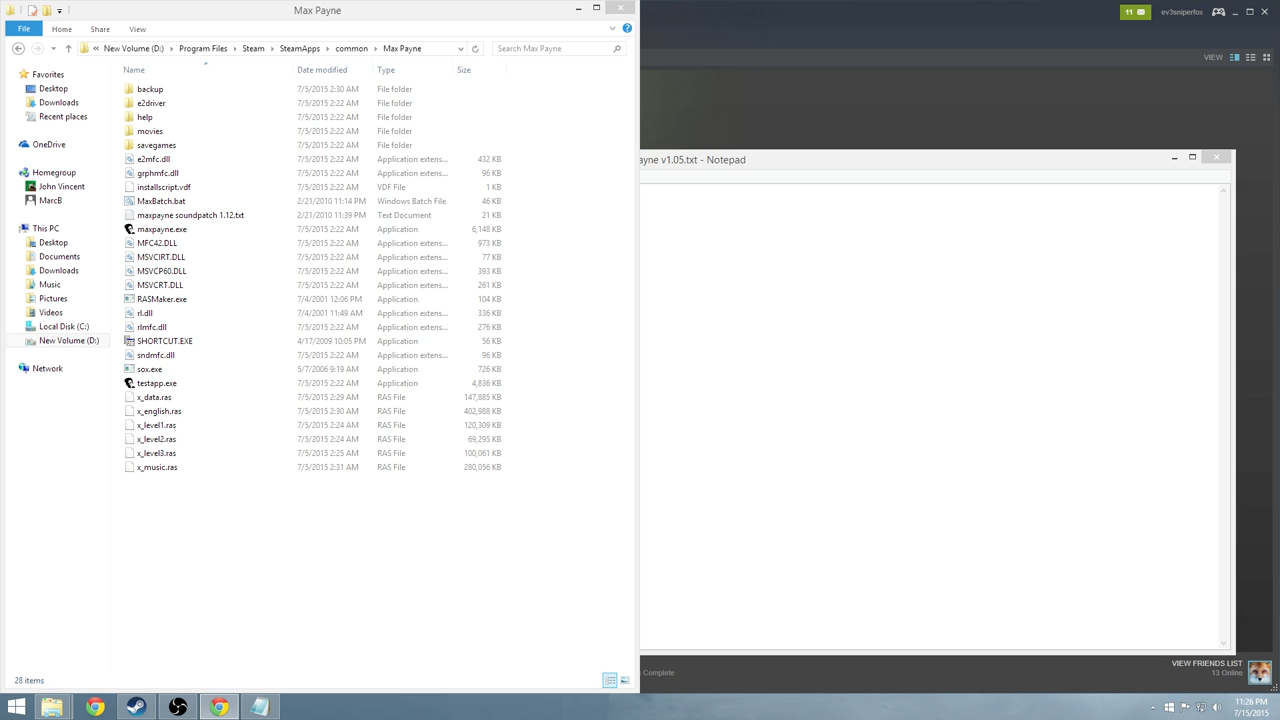 Max Payne
11
ev3sniperfox
File
Home
Share
View
« New Volume (D:) Program Files Steam SteamApps common Max Payne
Search Max Payne
VIEW
Name Date modified Type Size
Favorites
Desktop
Downloads
Recent places
OneDrive
Homegroup
John Vincent
MarcB
This PC
Desktop
Documents
Downloads
Music
Pictures
Videos
Local Disk (C:)
New Volume (D:)
Network
backup 7/5/2015 2:30 AM File folder
e2driver 7/5/2015 2:22 AM File folder
help 7/5/2015 2:22 AM File folder
movies 7/5/2015 2:22 AM File folder
savegames 7/5/2015 2:22 AM File folder
e2mfc.dll 7/5/2015 2:22 AM Application extens... 432 KB
grphmfc.dll 7/5/2015 2:22 AM Application extens... 96 KB
installscript.vdf 7/5/2015 2:22 AM VDF File 1 KB
MaxBatch.bat 2/21/2010 11:14 PM Windows Batch File 46 KB
maxpayne soundpatch 1.12.txt 2/21/2010 11:39 PM Text Document 21 KB
maxpayne.exe 7/5/2015 2:22 AM Application 6,148 KB
MFC42.DLL 7/5/2015 2:22 AM Application extens... 973 KB
MSVCIRT.DLL 7/5/2015 2:22 AM Application extens... 77 KB
MSVCP60.DLL 7/5/2015 2:22 AM Application extens... 393 KB
MSVCRT.DLL 7/5/2015 2:22 AM Application extens... 261 KB
RASMaker.exe 7/4/2001 12:06 PM Application 104 KB
rl.dll 7/4/2001 11:49 AM Application extens... 336 KB
rlmfc.dll 7/5/2015 2:22 AM Application extens... 276 KB
SHORTCUT.EXE 4/17/2009 10:05 PM Application 56 KB
sndmfc.dll 7/5/2015 2:22 AM Application extens... 96 KB
sox.exe 5/7/2006 9:19 AM Application 726 KB
testapp.exe 7/5/2015 2:22 AM Application 4,836 KB
x_data.ras 7/5/2015 2:29 AM RAS File 147,885 KB
x_english.ras 7/5/2015 2:30 AM RAS File 402,988 KB
x_level1.ras 7/5/2015 2:24 AM RAS File 120,309 KB
x_level2.ras 7/5/2015 2:24 AM RAS File 69,295 KB
x_level3.ras 7/5/2015 2:25 AM RAS File 100,061 KB
x_music.ras 7/5/2015 2:31 AM RAS File 280,056 KB
28 items
ayne v1.05.txt - Notepad
Complete
VIEW FRIENDS LIST
13 Online
11:26 PM
7/15/2015